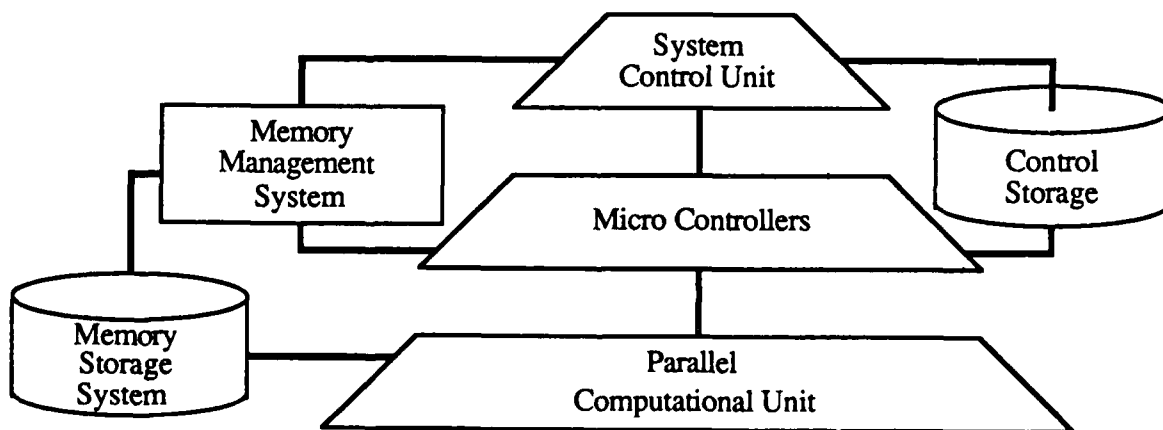 System
Control Unit
Memory
Management
System
Control
Storage
Micro Controllers
Memory
Storage
System
Parallel
Computational Unit